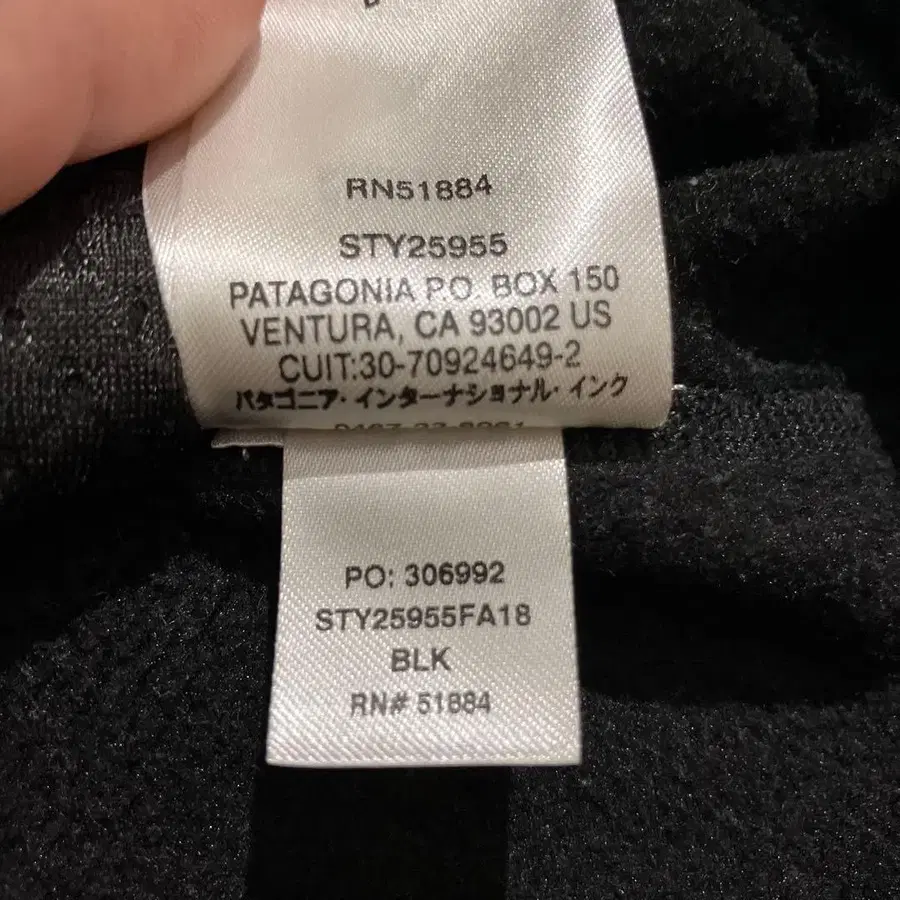 RN51884
STY25955
PATAGONIA P.O. BOX 150
VENTURA, CA 93002 US
CUIT:30-70924649-2
パタゴニア・インターナショナル・インク
PO: 306992
STY25955FA18
BLK
RN# 51884